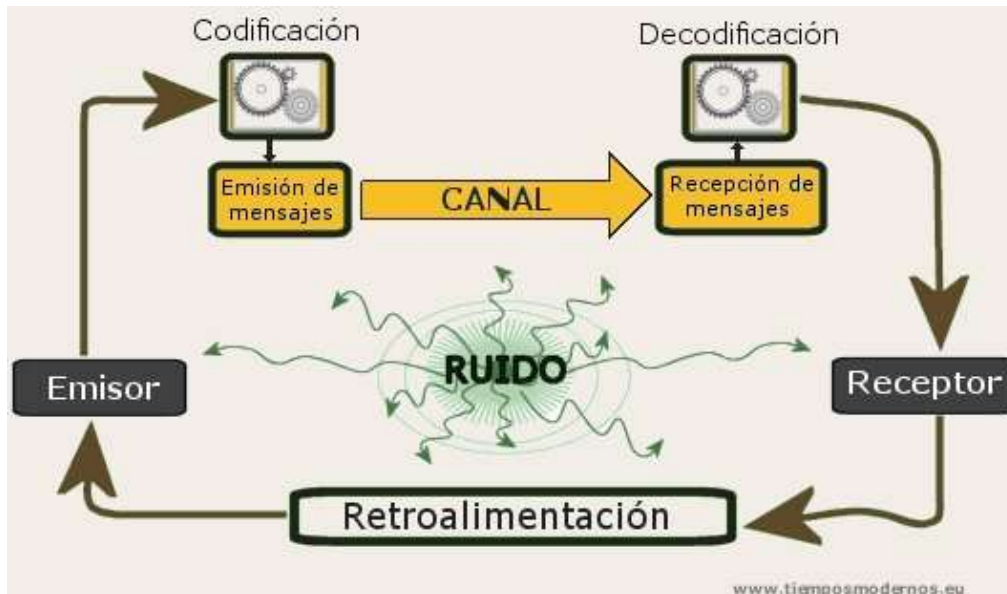 Codificación
Decodificación
Emisión de
mensajes
CANAL
Recepción de
mensajes
RUIDO
Emisor
Receptor
Retroalimentación
www.tiemposmodernos.eu